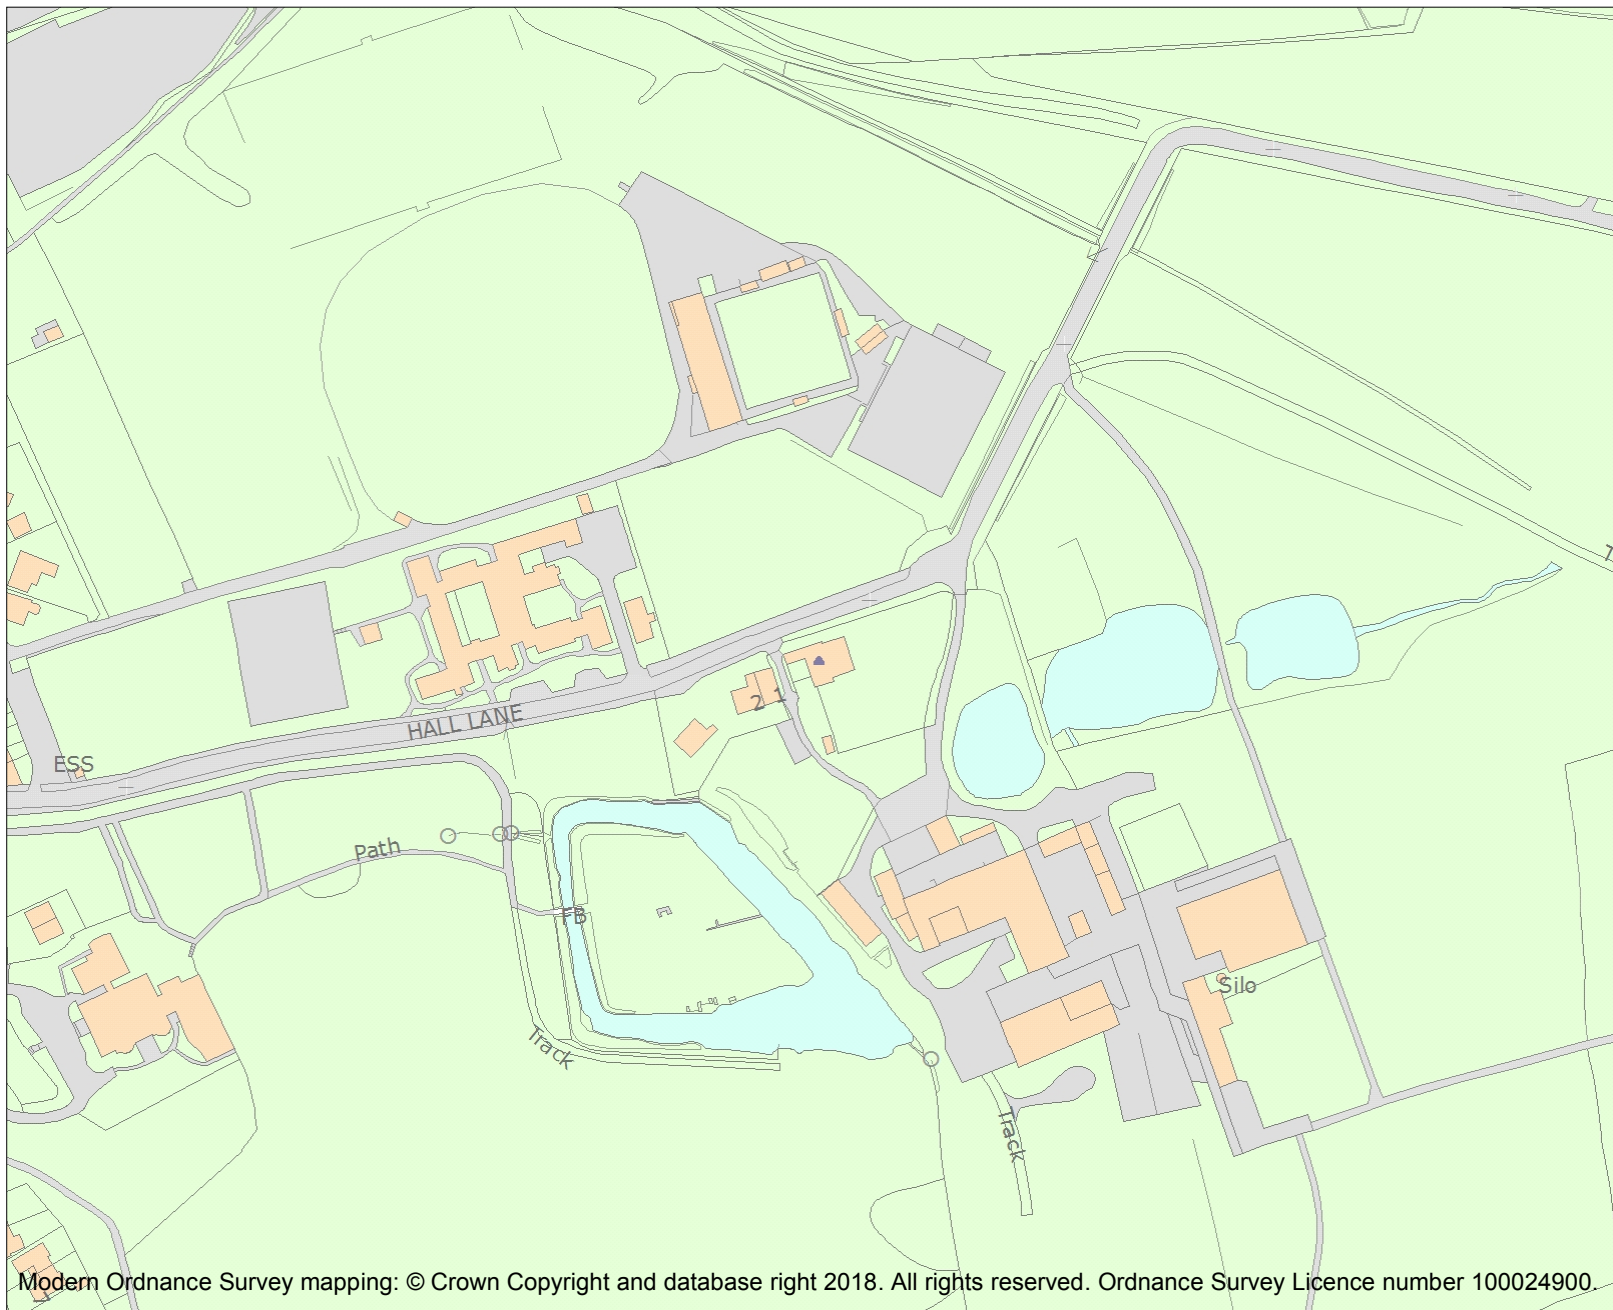 2 1
HALL LANE
ESS
Path
FB
Silo
Track
Track
Modern Ordnance Survey mapping: © Crown Copyright and database right 2018. All rights reserved. Ordnance Survey Licence number 100024900.